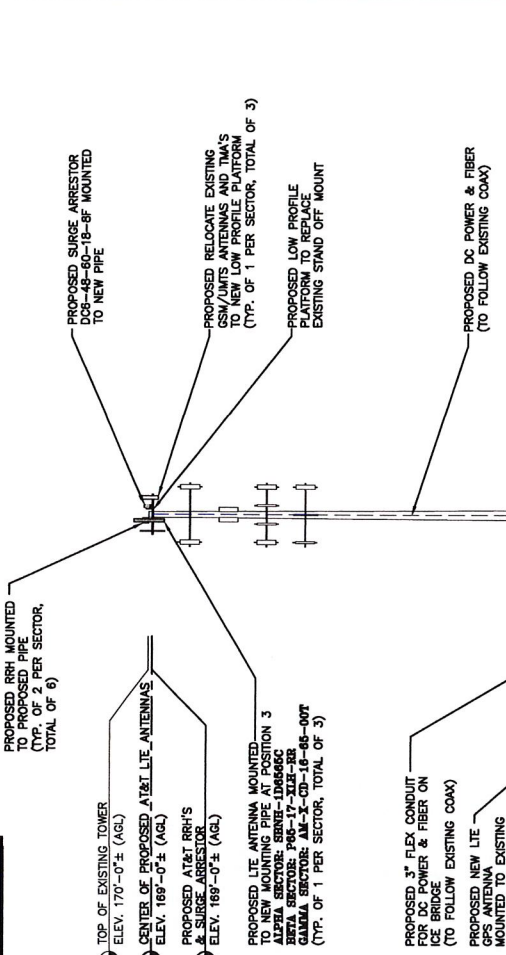 PROPOSED RRH MOUNTED
TO PROPOSED PIPE
(TYP. OF 2 PER SECTOR,
TOTAL OF 6)
PROPOSED SURGE ARRESTOR
DC6-48-60-18-8F MOUNTED
TO NEW PIPE
TOP OF EXISTING TOWER
ELEV. 170'-0"± (AGL)
CENTER OF PROPOSED AT&T LTE ANTENNAS
ELEV. 169'-0"± (AGL)
PROPOSED AT&T RRH'S
& SURGE ARRESTOR
ELEV. 169'-0"± (AGL)
PROPOSED RELOCATE EXISTING
GSM/UMTS ANTENNAS AND TMA'S
TO NEW LOW PROFILE PLATFORM
(TYP. OF 1 PER SECTOR, TOTAL OF 3)
PROPOSED LOW PROFILE
PLATFORM TO REPLACE
EXISTING STAND OFF MOUNT
PROPOSED LTE ANTENNA MOUNTED
TO NEW MOUNTING PIPE AT POSITION 3
ALPHA SECTOR: SBNH-1D6565C
BETA SECTOR: P65-17-XLH-RR
GAMMA SECTOR: AM-X-CD-16-65-00T
(TYP. OF 1 PER SECTOR, TOTAL OF 3)
PROPOSED DC POWER & FIBER
(TO FOLLOW EXISTING COAX)
PROPOSED 3" FLEX CONDUIT
FOR DC POWER & FIBER ON
ICE BRIDGE
(TO FOLLOW EXISTING COAX)
PROPOSED NEW LTE
GPS ANTENNA
MOUNTED TO EXISTING